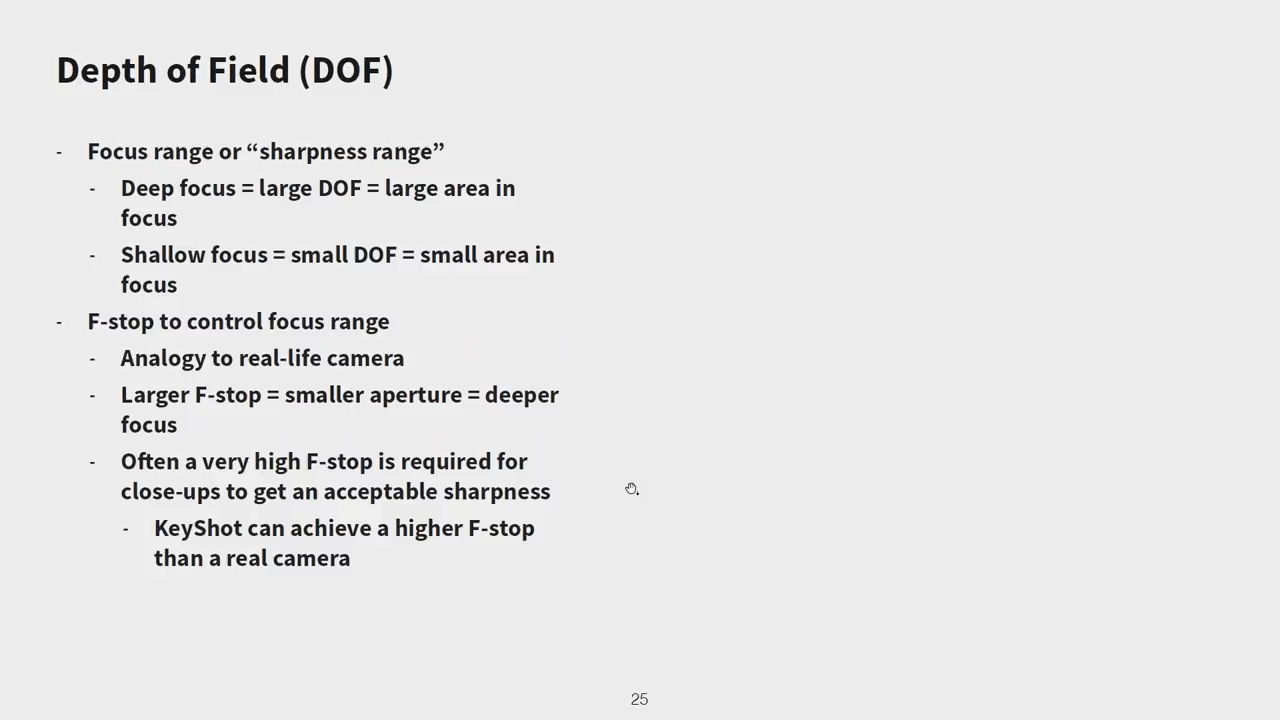 Depth of Field (DOF)
- Focus range or “sharpness range”
- Deep focus = large DOF = large area in
focus
- Shallow focus = small DOF = small area in
focus
- F-stop to control focus range
- Analogy to real-life camera
- Larger F-stop = smaller aperture = deeper
focus
- Often a very high F-stop is required for
close-ups to get an acceptable sharpness
- KeyShot can achieve a higher F-stop
than a real camera
25